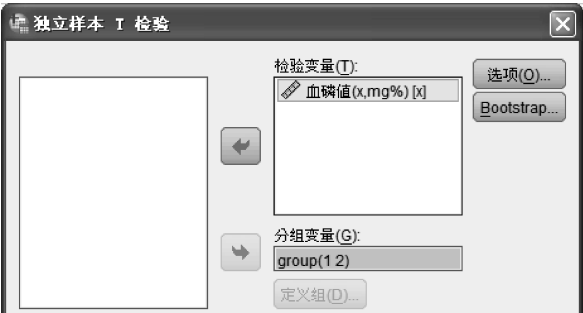 独立样本 T 检验
检验变量(T):
血磷值(x,mg%) [x]
选项(O)...
Bootstrap...
分组变量(G):
group(1 2)
定义组(D)...